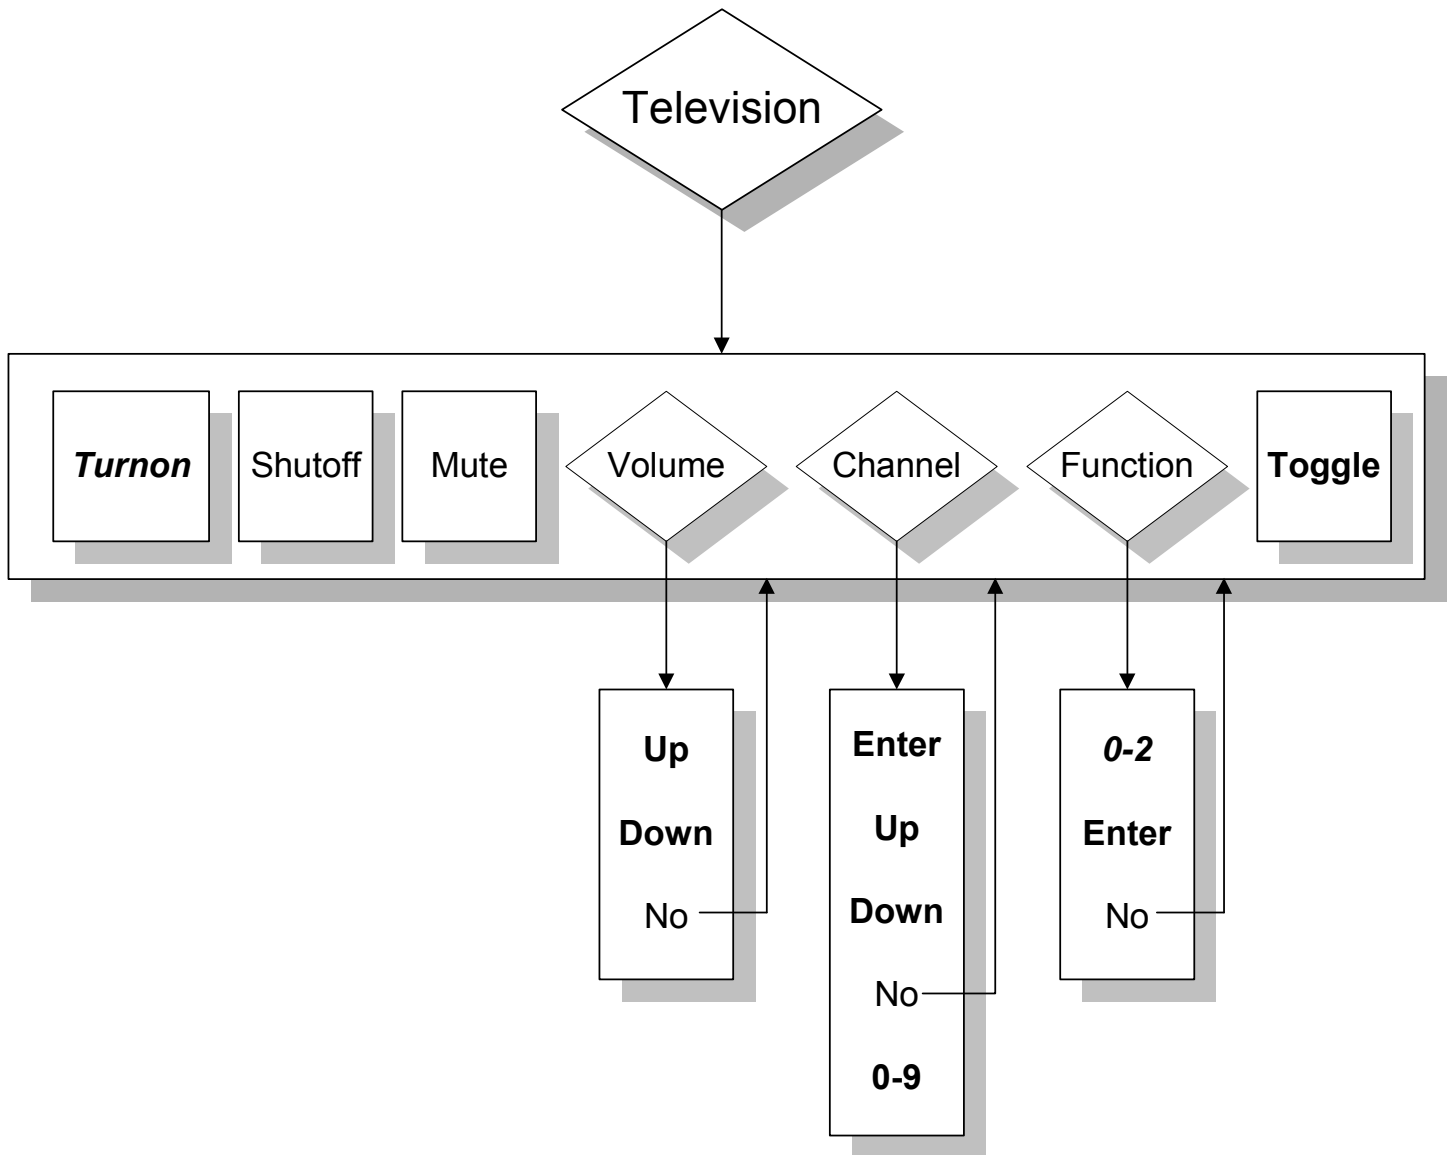 Television
Turnon Shutoff Mute Volume Channel Function Toggle
Up
Down
No
Enter
Up
Down
No
0-9
0-2
Enter
No